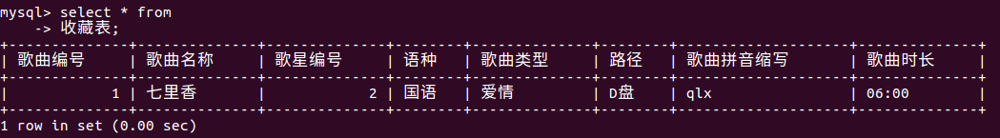 mysql> select * from
    -> 收藏表;
+--------------+--------------+--------------+--------+--------------+--------+--------------------+--------------+
| 歌曲编号     | 歌曲名称     | 歌星编号     | 语种   | 歌曲类型     | 路径   | 歌曲拼音缩写       | 歌曲时长     |
+--------------+--------------+--------------+--------+--------------+--------+--------------------+--------------+
|            1 | 七里香       |            2 | 国语   | 爱情         | D盘    | qlx                | 06:00        |
+--------------+--------------+--------------+--------+--------------+--------+--------------------+--------------+
1 row in set (0.00 sec)